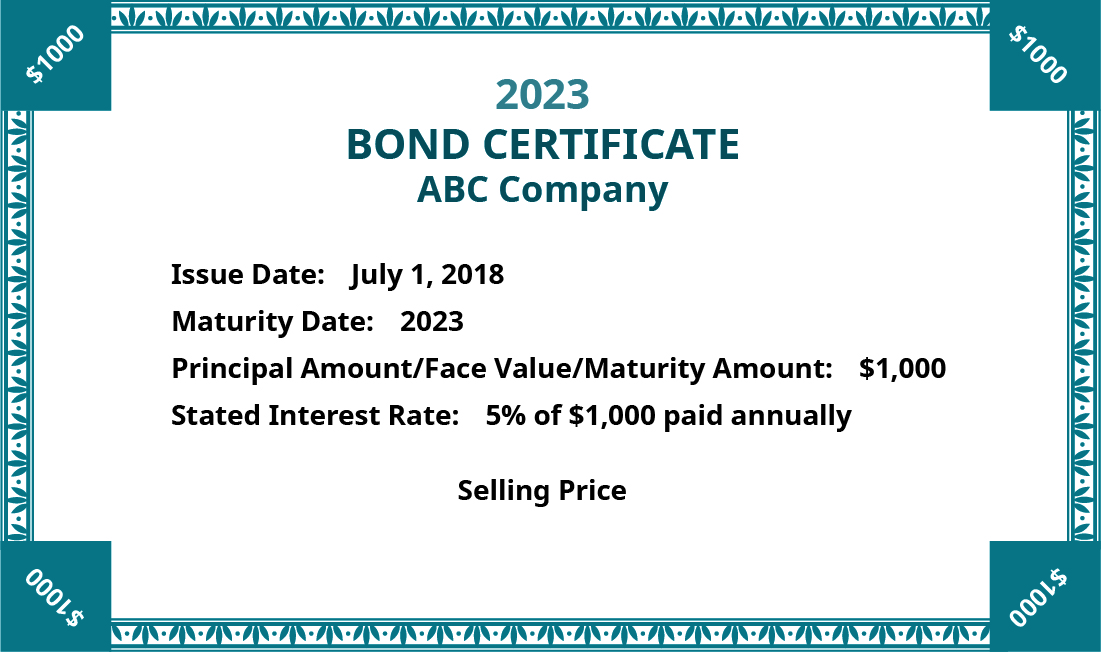 $1000
$1000
2023
BOND CERTIFICATE
ABC Company
Issue Date: July 1, 2018
Maturity Date: 2023
Principal Amount/Face Value/Maturity Amount: $1,000
Stated Interest Rate: 5% of $1,000 paid annually
Selling Price
$1000
$1000